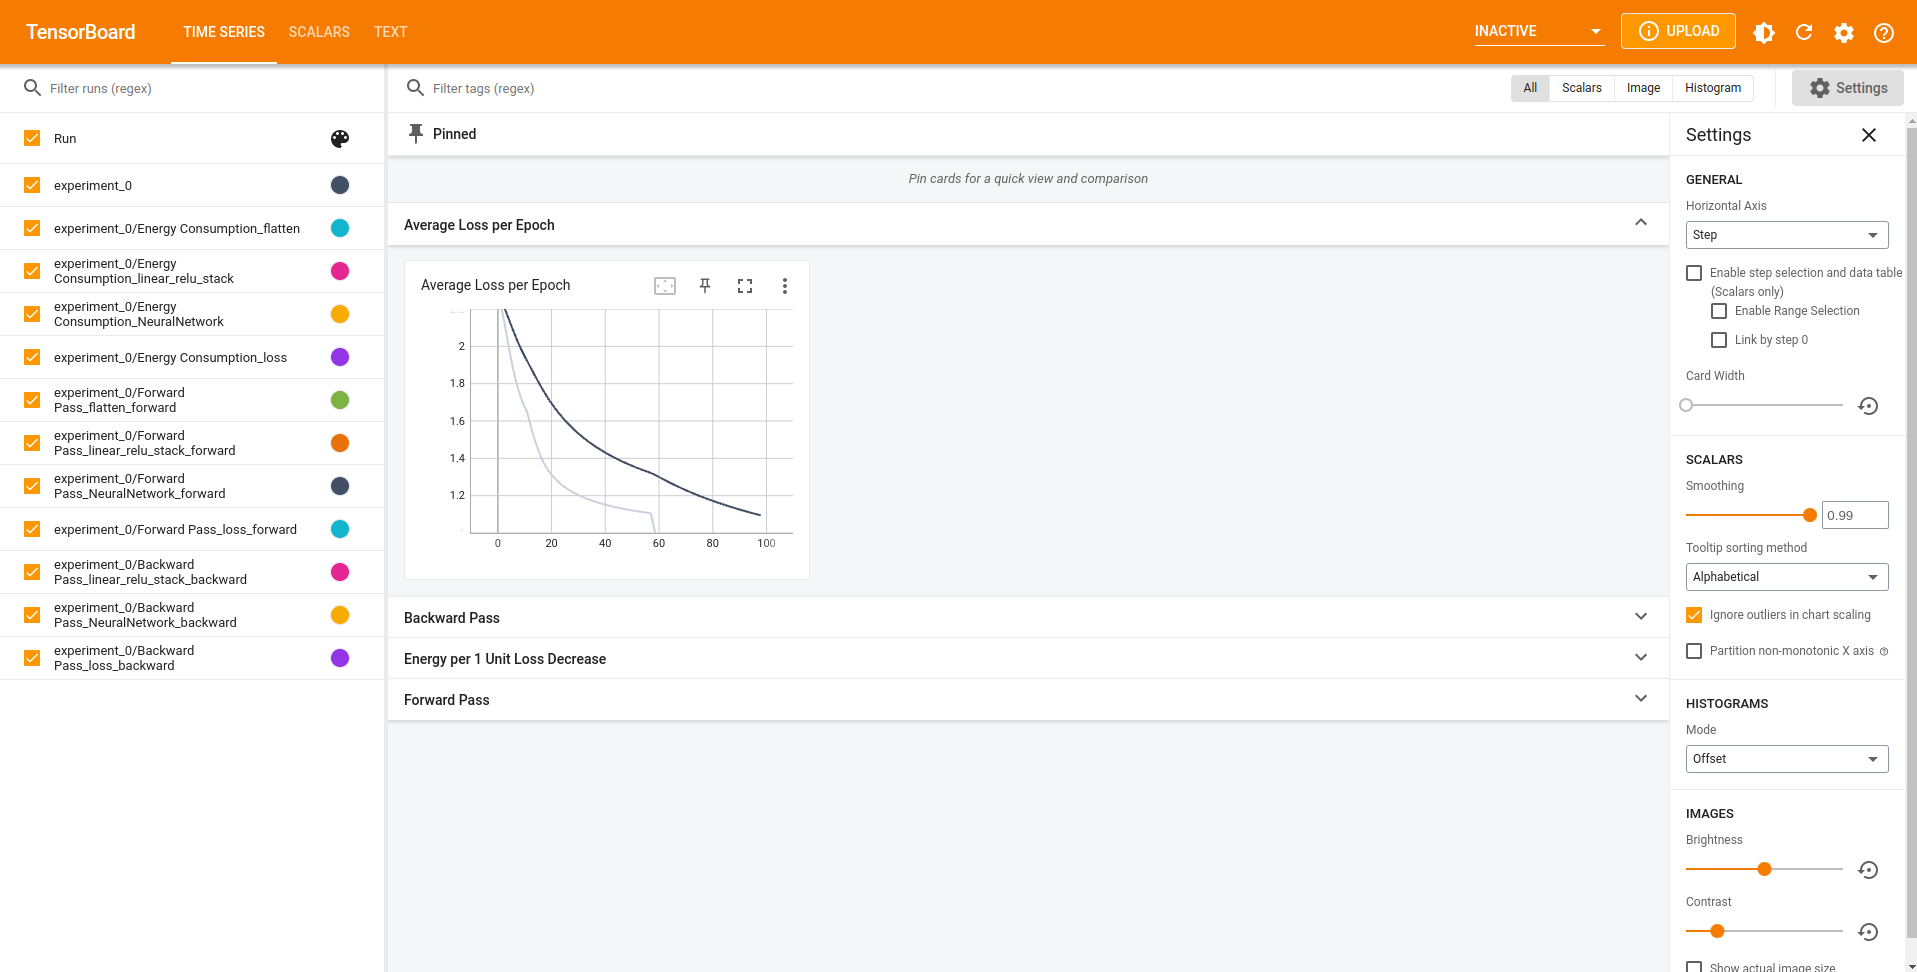 TensorBoard
TIME SERIES
SCALARS
TEXT
INACTIVE
UPLOAD
Filter runs (regex)
Filter tags (regex)
All
Scalars
Image
Histogram
Settings
Run
experiment_0
experiment_0/Energy Consumption_flatten
experiment_0/Energy
Consumption_linear_relu_stack
experiment_0/Energy
Consumption_NeuralNetwork
experiment_0/Energy Consumption_loss
experiment_0/Forward
Pass_flatten_forward
experiment_0/Forward
Pass_linear_relu_stack_forward
experiment_0/Forward
Pass_NeuralNetwork_forward
experiment_0/Forward Pass_loss_forward
experiment_0/Backward
Pass_linear_relu_stack_backward
experiment_0/Backward
Pass_NeuralNetwork_backward
experiment_0/Backward
Pass_loss_backward
Pinned
Pin cards for a quick view and comparison
Average Loss per Epoch
Average Loss per Epoch
2
1.8
1.6
1.4
1.2
0 20 40 60 80 100
Backward Pass
Energy per 1 Unit Loss Decrease
Forward Pass
Settings
GENERAL
Horizontal Axis
Step
Enable step selection and data table
(Scalars only)
Enable Range Selection
Link by step 0
Card Width
SCALARS
Smoothing
0.99
Tooltip sorting method
Alphabetical
Ignore outliers in chart scaling
Partition non-monotonic X axis
HISTOGRAMS
Mode
Offset
IMAGES
Brightness
Contrast
Show actual image size